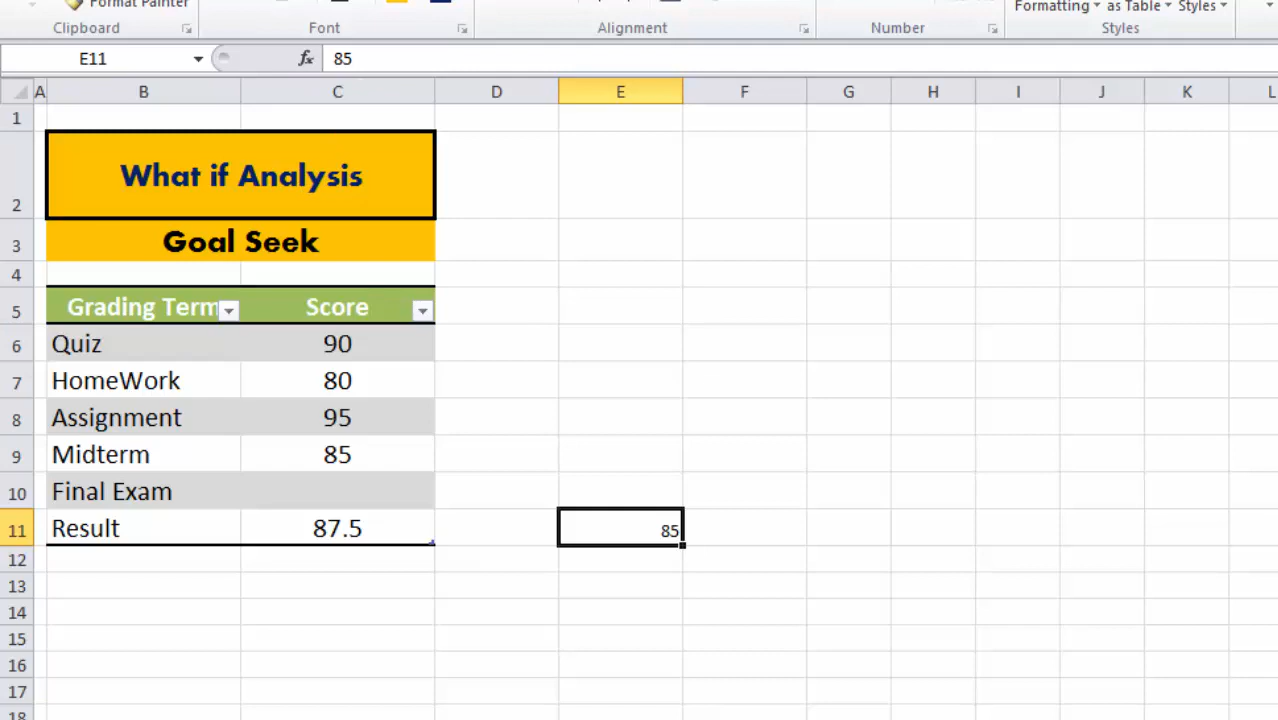 Format Painter
Formatting as Table Styles
Clipboard Font Alignment Number Styles
E11 fx 85
A B C D E F G H I J K L
1
2 What if Analysis
3 Goal Seek
4
5 Grading Term Score
6 Quiz 90
7 HomeWork 80
8 Assignment 95
9 Midterm 85
10 Final Exam
11 Result 87.5 85
12
13
14
15
16
17
18